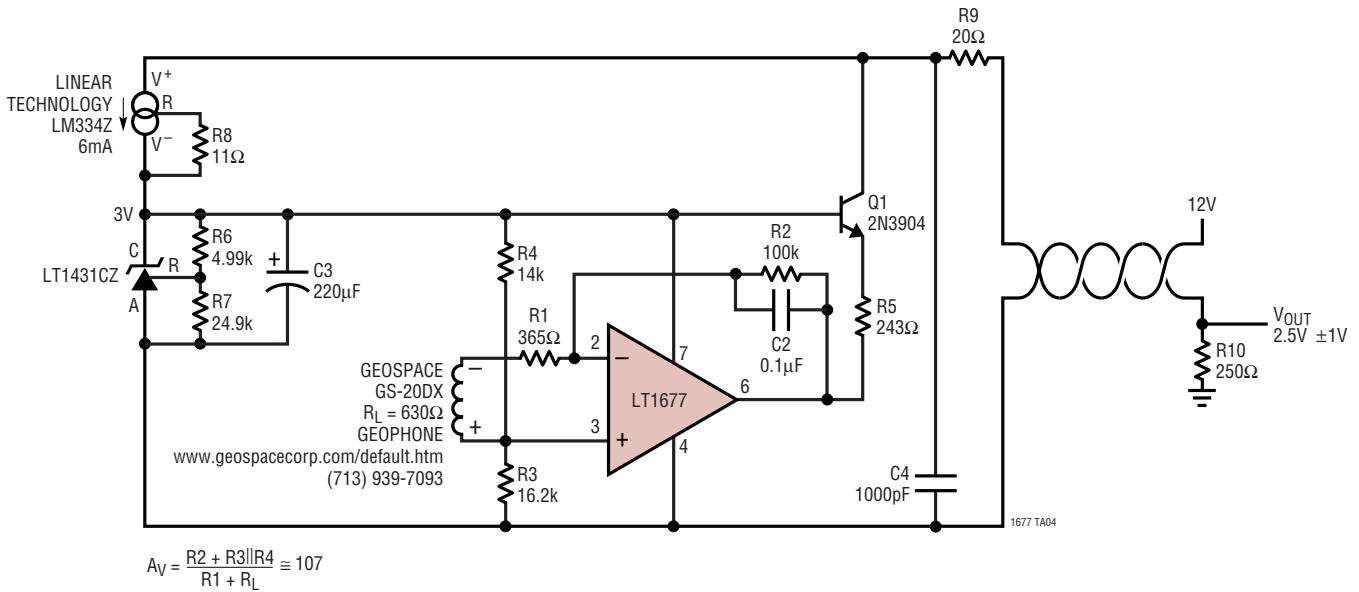 R9
20Ω
LINEAR
TECHNOLOGY
LM334Z
6mA
V+
R
V–
R8
11Ω
3V
C
LT1431CZ
R
A
R6
4.99k
R7
24.9k
+
C3
220µF
R4
14k
R1
365Ω
R2
100k
C2
0.1µF
Q1
2N3904
R5
243Ω
12V
VOUT
2.5V ±1V
R10
250Ω
2
–
7
LT1677
6
3
+
4
GEOSPACE
GS-20DX
RL = 630Ω
GEOPHONE
–
+
www.geospacecorp.com/default.htm
(713) 939-7093
R3
16.2k
C4
1000pF
1677 TA04
AV = R2 + R3||R4 / R1 + RL ≅ 107